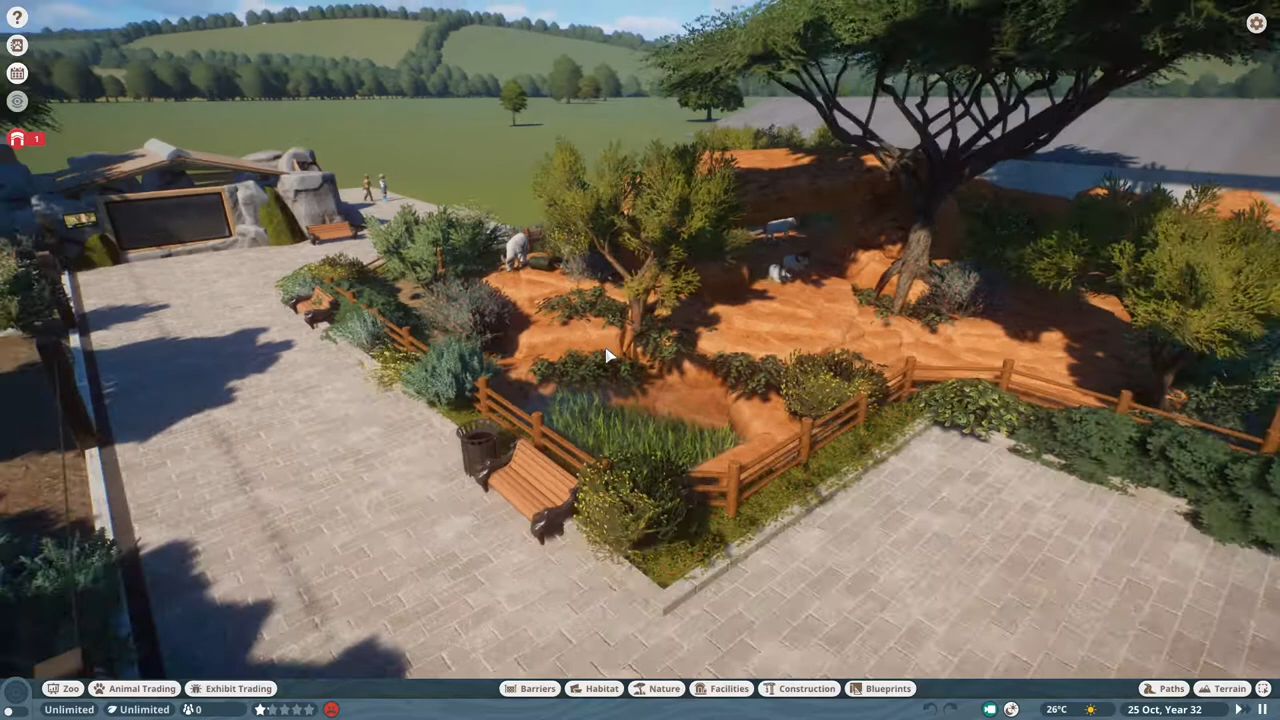 ?
1
Zoo
Animal Trading
Exhibit Trading
Barriers
Habitat
Nature
Facilities
Construction
Blueprints
Paths
Terrain
Unlimited
Unlimited
0
26°C
25 Oct, Year 32